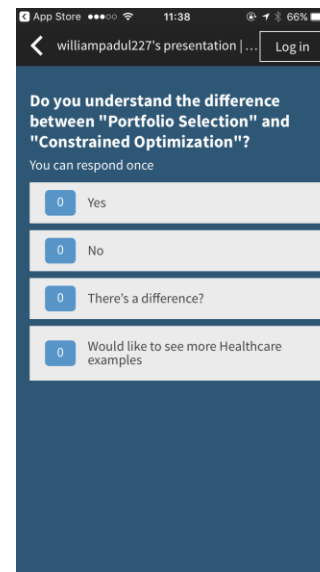 App Store 11:38 66%
williampadul227's presentation | ... Log in
Do you understand the difference
between "Portfolio Selection" and
"Constrained Optimization"?
You can respond once
0 Yes
0 No
0 There's a difference?
0 Would like to see more Healthcare
examples